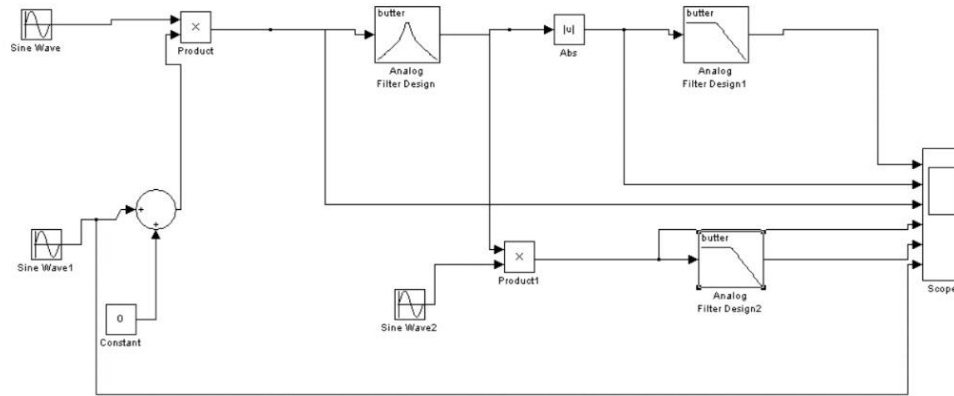 butter
butter
Sine Wave
×
Product
|u|
Abs
Analog
Filter Design
Analog
Filter Design1
+
+
Sine Wave1
butter
×
Product1
Analog
Filter Design2
Sine Wave2
0
Constant
Scope